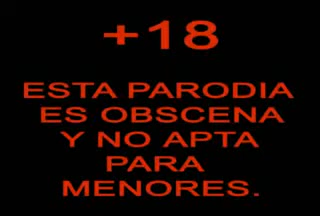 +18
ESTA PARODIA
ES OBSCENA
Y NO APTA
PARA
MENORES.